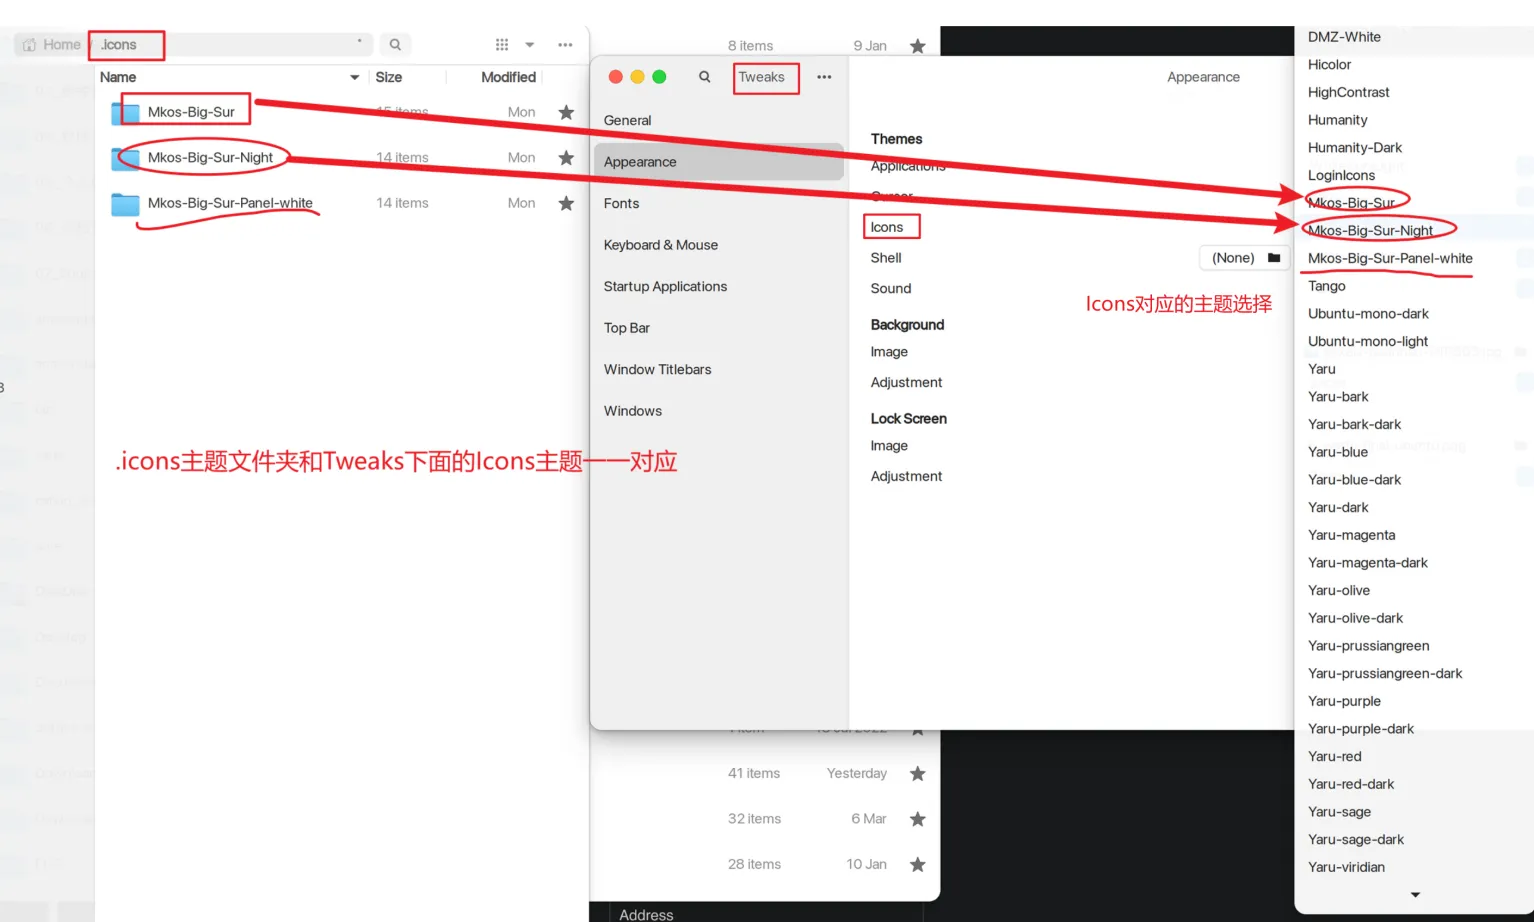 Home / .icons
Name
Size
Modified
Mkos-Big-Sur
15 items
Mon
Mkos-Big-Sur-Night
14 items
Mon
Mkos-Big-Sur-Panel-white
14 items
Mon
.icons主题文件夹和Tweaks下面的Icons主题一一对应
8 items
9 Jan
Tweaks
General
Appearance
Fonts
Keyboard & Mouse
Startup Applications
Top Bar
Window Titlebars
Windows
Appearance
Themes
Applications
Cursor
Icons
Shell
(None)
Sound
Icons对应的主题选择
Background
Image
Adjustment
Lock Screen
Image
Adjustment
41 items
Yesterday
32 items
6 Mar
28 items
10 Jan
Address
DMZ-White
Hicolor
HighContrast
Humanity
Humanity-Dark
LoginIcons
Mkos-Big-Sur
Mkos-Big-Sur-Night
Mkos-Big-Sur-Panel-white
Tango
Ubuntu-mono-dark
Ubuntu-mono-light
Yaru
Yaru-bark
Yaru-bark-dark
Yaru-blue
Yaru-blue-dark
Yaru-dark
Yaru-magenta
Yaru-magenta-dark
Yaru-olive
Yaru-olive-dark
Yaru-prussiangreen
Yaru-prussiangreen-dark
Yaru-purple
Yaru-purple-dark
Yaru-red
Yaru-red-dark
Yaru-sage
Yaru-sage-dark
Yaru-viridian